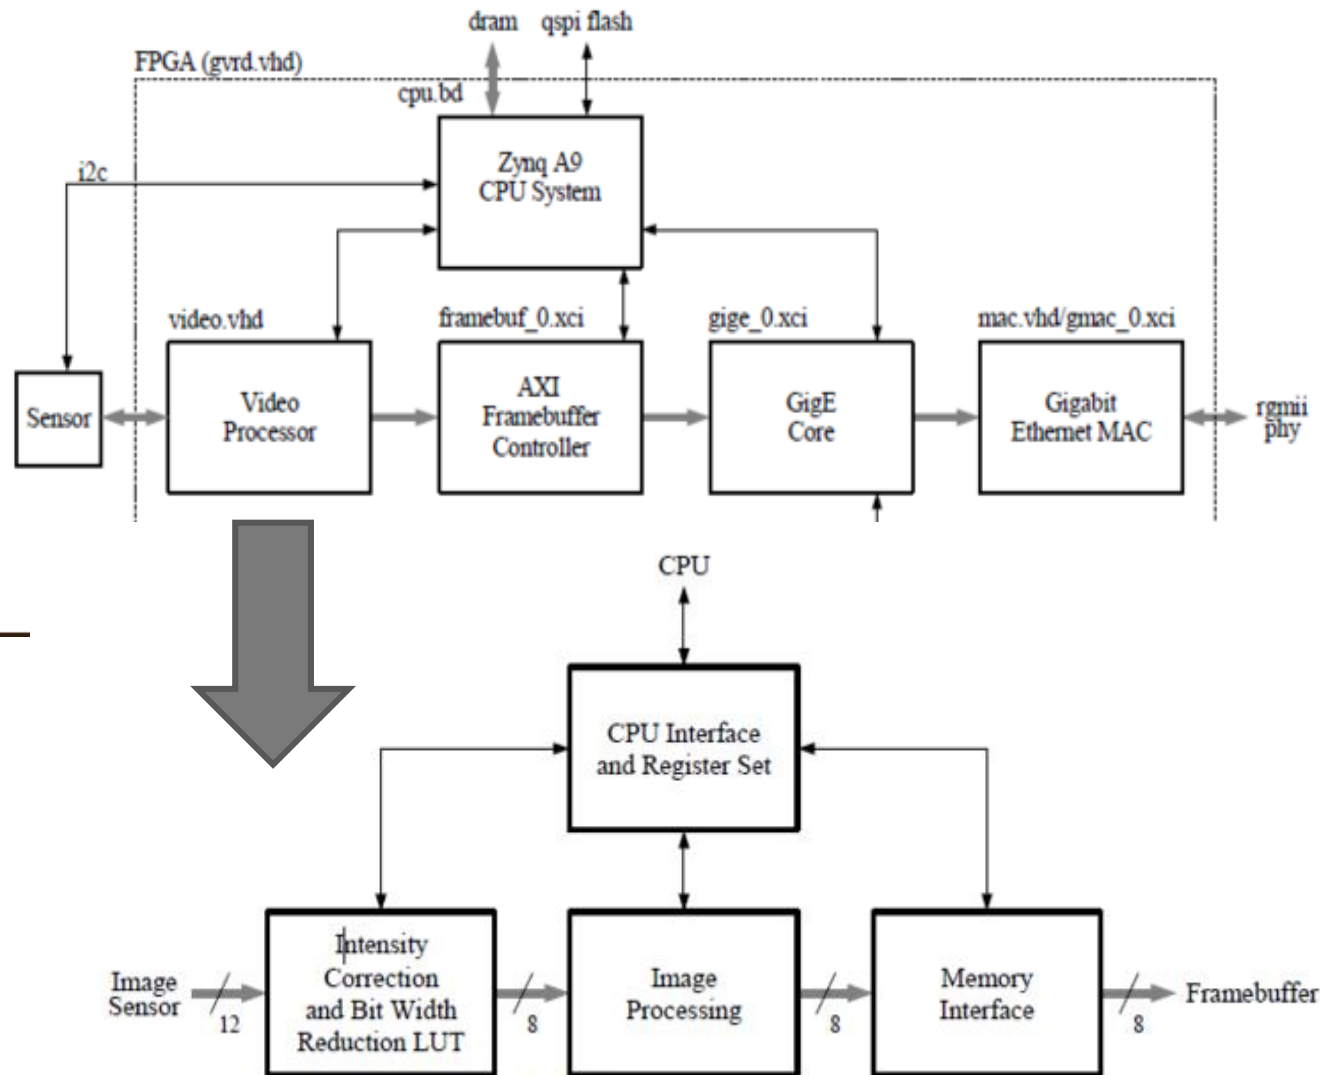 dram
qspi flash
FPGA (gvrd.vhd)
cpu.bd
Zynq A9
CPU System
i2c
video.vhd
framebuf_0.xci
gige_0.xci
mac.vhd/gmac_0.xci
Sensor
Video
Processor
AXI
Framebuffer
Controller
GigE
Core
Gigabit
Ethernet MAC
rgmii
phy
CPU
CPU Interface
and Register Set
Image
Sensor
12
Intensity
Correction
and Bit Width
Reduction LUT
8
Image
Processing
8
Memory
Interface
8
Framebuffer